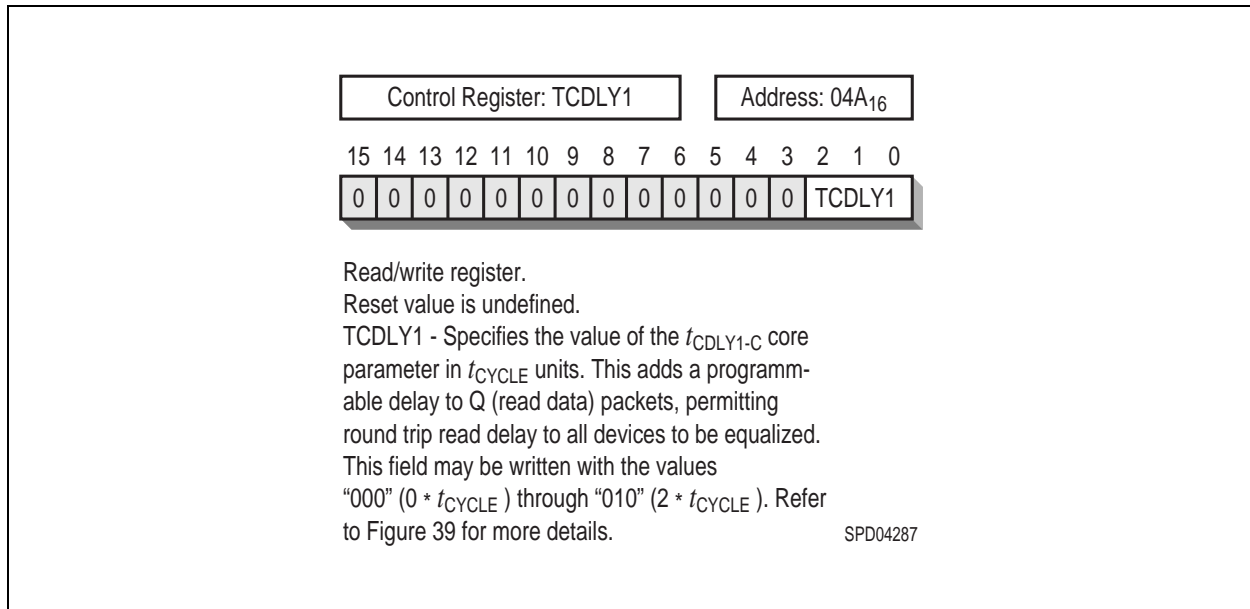 Control Register: TCDLY1 Address: 04A16
15 14 13 12 11 10 9 8 7 6 5 4 3 2 1 0
0 0 0 0 0 0 0 0 0 0 0 0 0 TCDLY1
Read/write register.
Reset value is undefined.
TCDLY1 - Specifies the value of the tCDLY1-C core
parameter in tCYCLE units. This adds a programm-
able delay to Q (read data) packets, permitting
round trip read delay to all devices to be equalized.
This field may be written with the values
“000” (0 * tCYCLE ) through “010” (2 * tCYCLE ). Refer
to Figure 39 for more details. SPD04287